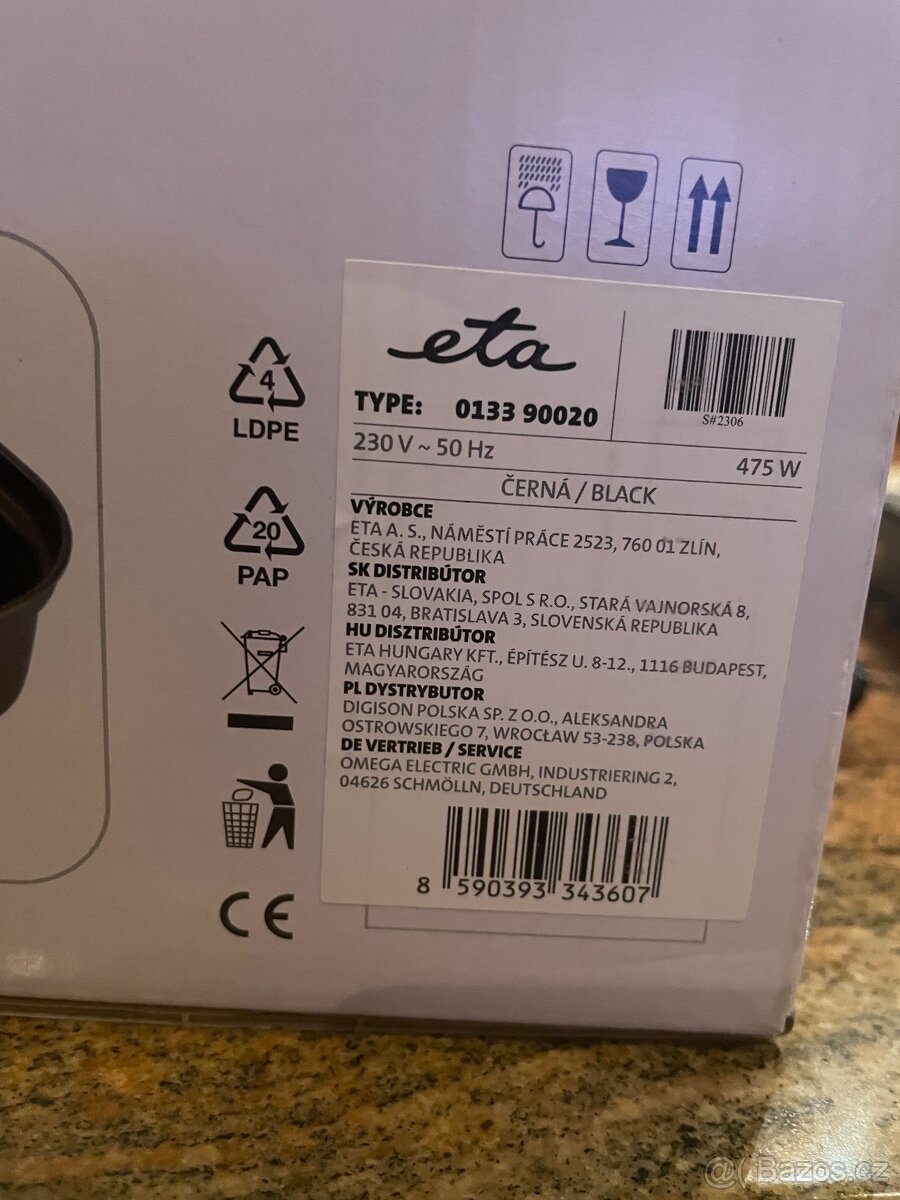 eta
TYPE: 0133 90020
S#2306
230 V ~ 50 Hz
475 W
ČERNÁ / BLACK
VÝROBCE
ETA A. S., NÁMĚSTÍ PRÁCE 2523, 760 01 ZLÍN,
ČESKÁ REPUBLIKA
SK DISTRIBÚTOR
ETA - SLOVAKIA, SPOL S R.O., STARÁ VAJNORSKÁ 8,
831 04, BRATISLAVA 3, SLOVENSKÁ REPUBLIKA
HU DISZTRIBÚTOR
ETA HUNGARY KFT., ÉPÍTÉSZ U. 8-12., 1116 BUDAPEST,
MAGYARORSZÁG
PL DYSTRYBUTOR
DIGISON POLSKA SP. Z O.O., ALEKSANDRA
OSTROWSKIEGO 7, WROCŁAW 53-238, POLSKA
DE VERTRIEB / SERVICE
OMEGA ELECTRIC GMBH, INDUSTRIERING 2,
04626 SCHMÖLLN, DEUTSCHLAND
8 590393 343607
4
LDPE
20
PAP
CE
@(Bazos.cz